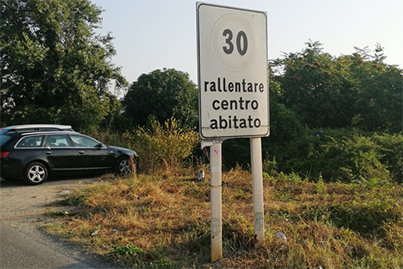 30
rallentare
centro
abitato